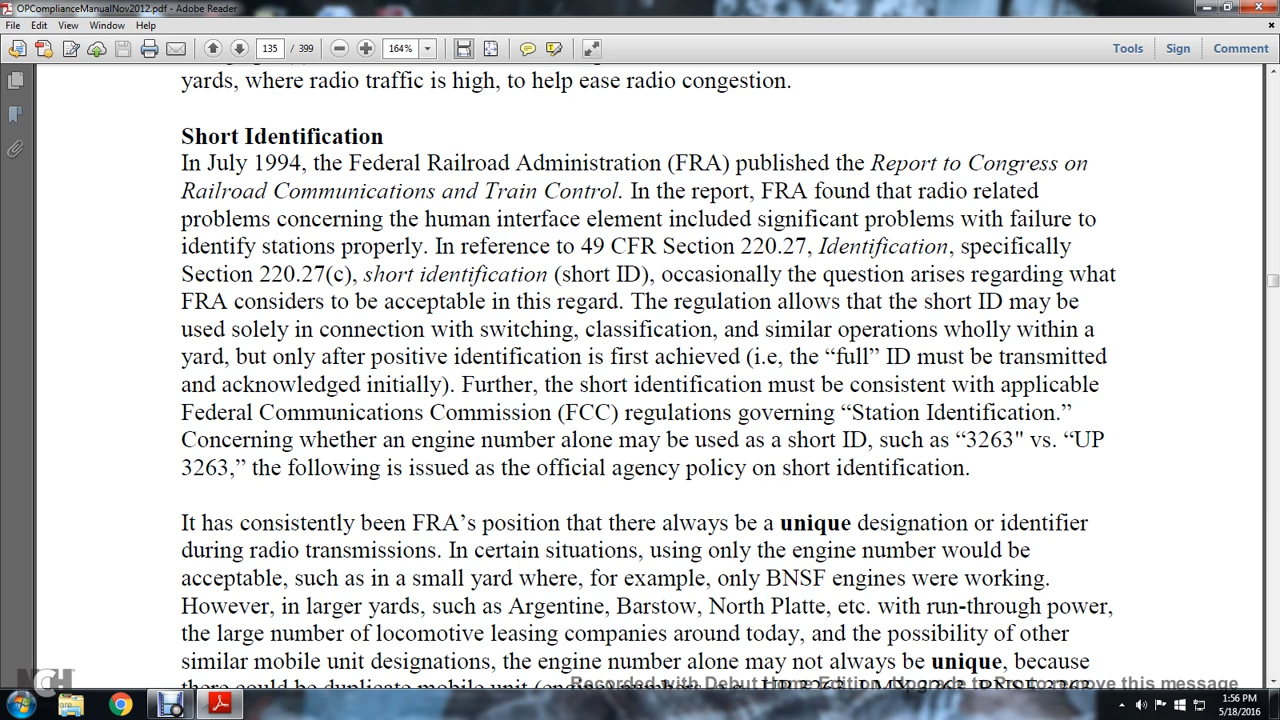 OPComplianceManualNov2012.pdf - Adobe Reader
File Edit View Window Help
135 / 399 164% Tools Sign Comment
yards, where radio traffic is high, to help ease radio congestion.
Short Identification
In July 1994, the Federal Railroad Administration (FRA) published the Report to Congress on
Railroad Communications and Train Control. In the report, FRA found that radio related
problems concerning the human interface element included significant problems with failure to
identify stations properly. In reference to 49 CFR Section 220.27, Identification, specifically
Section 220.27(c), short identification (short ID), occasionally the question arises regarding what
FRA considers to be acceptable in this regard. The regulation allows that the short ID may be
used solely in connection with switching, classification, and similar operations wholly within a
yard, but only after positive identification is first achieved (i.e, the “full” ID must be transmitted
and acknowledged initially). Further, the short identification must be consistent with applicable
Federal Communications Commission (FCC) regulations governing “Station Identification.”
Concerning whether an engine number alone may be used as a short ID, such as “3263" vs. “UP
3263,” the following is issued as the official agency policy on short identification.
It has consistently been FRA’s position that there always be a unique designation or identifier
during radio transmissions. In certain situations, using only the engine number would be
acceptable, such as in a small yard where, for example, only BNSF engines were working.
However, in larger yards, such as Argentine, Barstow, North Platte, etc. with run-through power,
the large number of locomotive leasing companies around today, and the possibility of other
similar mobile unit designations, the engine number alone may not always be unique, because
there could be duplicate mobile unit
NCH
Recorded with Debut Home Edition. Upgrade to Pro to remove this message
1:56 PM
5/18/2016